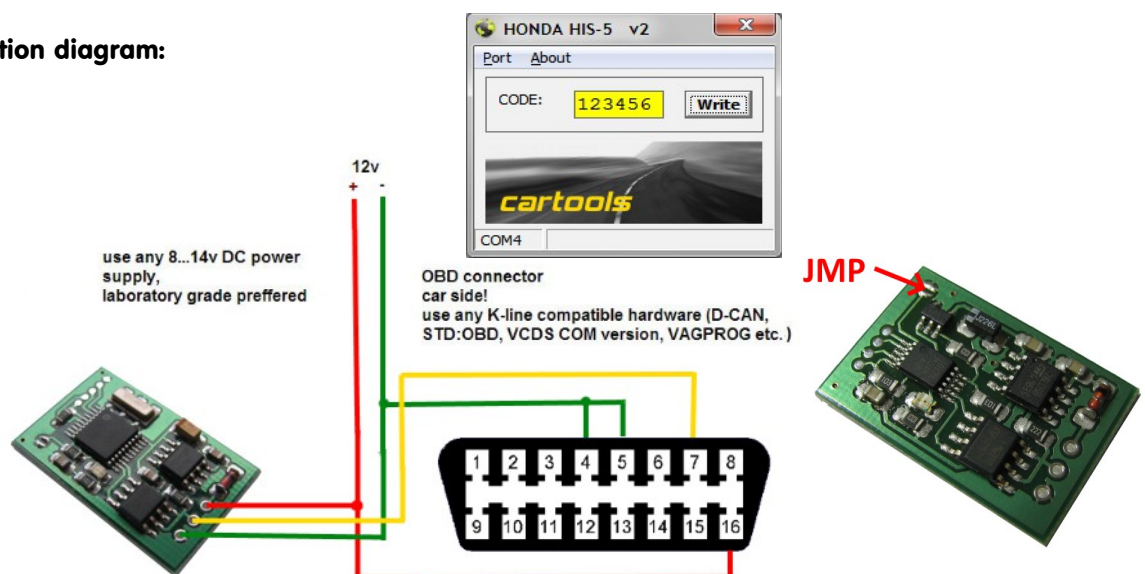 tion diagram:
HONDA HIS-5 v2
Port About
CODE:
123456
Write
cartools
COM4
12v
+ -
use any 8...14v DC power
supply,
laboratory grade preffered
OBD connector
car side!
use any K-line compatible hardware (D-CAN,
STD:OBD, VCDS COM version, VAGPROG etc. )
JMP
1 2 3 4 5 6 7 8
9 10 11 12 13 14 15 16